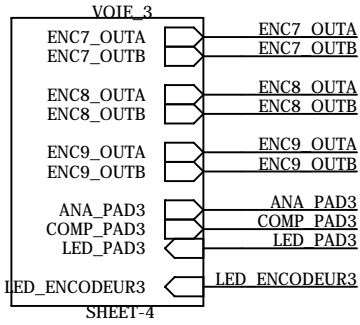 VOIE_3
ENC7_OUTA ENC7_OUTA
ENC7_OUTB ENC7_OUTB
ENC8_OUTA ENC8_OUTA
ENC8_OUTB ENC8_OUTB
ENC9_OUTA ENC9_OUTA
ENC9_OUTB ENC9_OUTB
ANA_PAD3 ANA_PAD3
COMP_PAD3 COMP_PAD3
LED_PAD3 LED_PAD3
LED_ENCODEUR3 LED_ENCODEUR3
SHEET-4